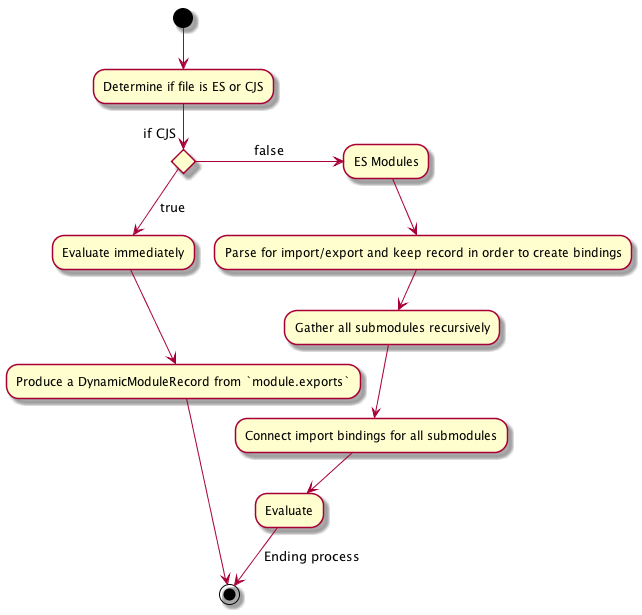 Determine if file is ES or CJS
if CJS
false
ES Modules
true
Evaluate immediately
Parse for import/export and keep record in order to create bindings
Gather all submodules recursively
Produce a DynamicModuleRecord from `module.exports`
Connect import bindings for all submodules
Evaluate
Ending process